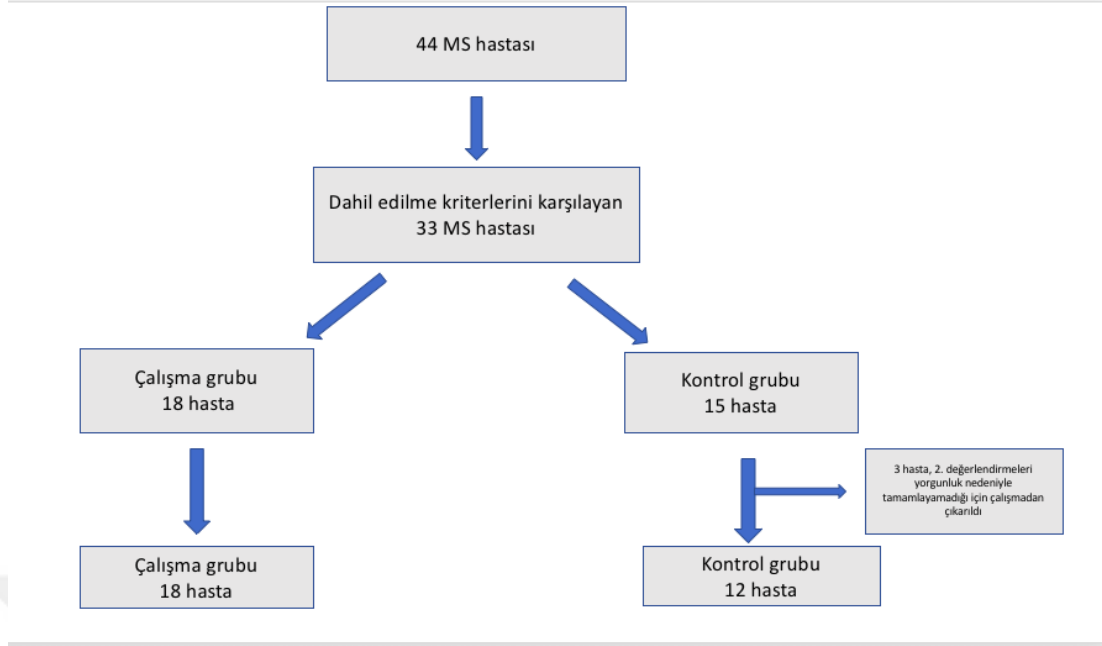 44 MS hastası
Dahil edilme kriterlerini karşılayan
33 MS hastası
Çalışma grubu
18 hasta
Kontrol grubu
15 hasta
3 hasta, 2. değerlendirmeleri
yorgunluk nedeniyle
tamamlayamadığı için çalışmadan
çıkarıldı
Çalışma grubu
18 hasta
Kontrol grubu
12 hasta